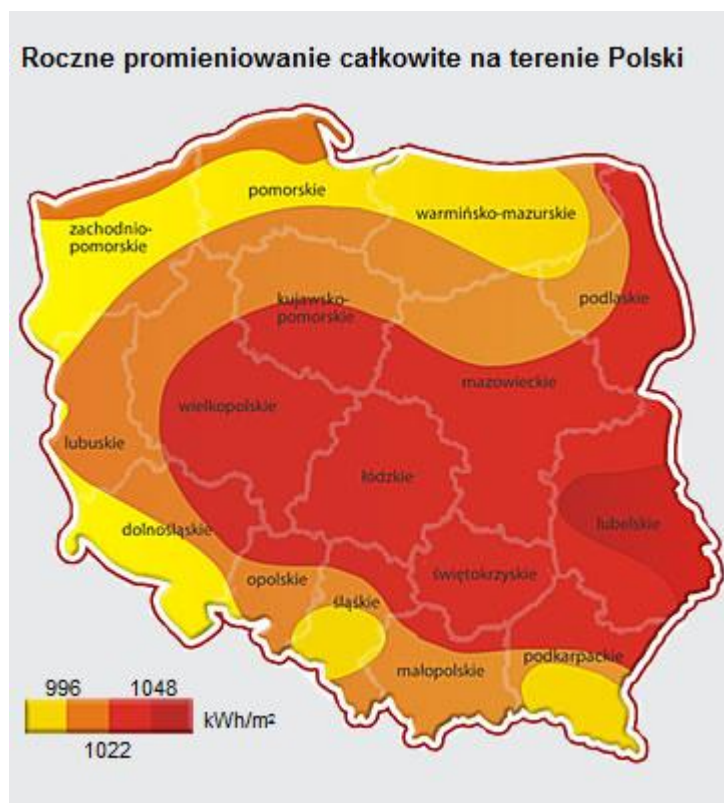 Roczne promieniowanie całkowite na terenie Polski
pomorskie
warmińsko-mazurskie
zachodnio-
pomorskie
kujawsko-
pomorskie
podlaskie
mazowieckie
wielkopolskie
lubuskie
łódzkie
lubelskie
dolnośląskie
opolskie
świętokrzyskie
śląskie
podkarpackie
małopolskie
996 1048
kWh/m²
1022